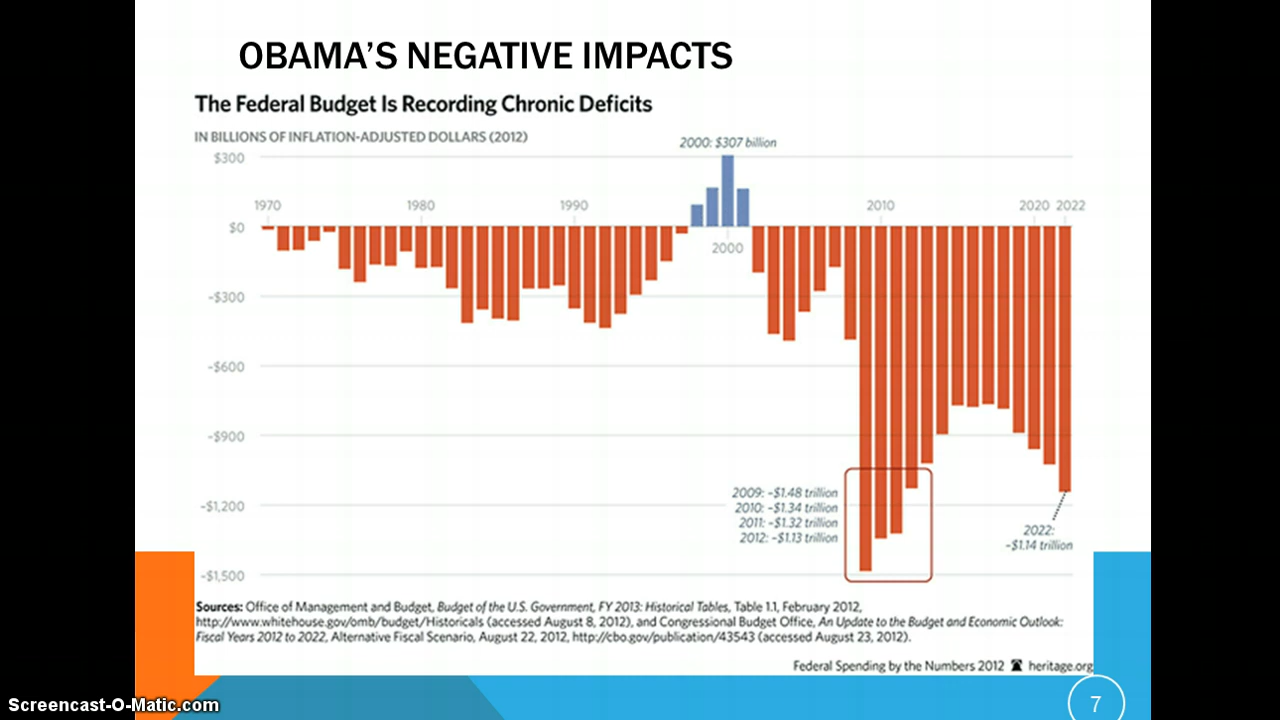 OBAMA'S NEGATIVE IMPACTS
The Federal Budget Is Recording Chronic Deficits
IN BILLIONS OF INFLATION-ADJUSTED DOLLARS (2012)
2000: $307 billion
$300
1970 1980 1990 2010 2020 2022
$0
2000
–$300
–$600
–$900
2009: –$1.48 trillion
2010: –$1.34 trillion
2011: –$1.32 trillion
2012: –$1.13 trillion
–$1,200
2022:
–$1.14 trillion
–$1,500
Sources: Office of Management and Budget, Budget of the U.S. Government, FY 2013: Historical Tables, Table 1.1, February 2012,
http://www.whitehouse.gov/omb/budget/Historicals (accessed August 8, 2012), and Congressional Budget Office, An Update to the Budget and Economic Outlook:
Fiscal Years 2012 to 2022, Alternative Fiscal Scenario, August 22, 2012, http://cbo.gov/publication/43543 (accessed August 23, 2012).
Federal Spending by the Numbers 2012 heritage.org
7
Screencast-O-Matic.com